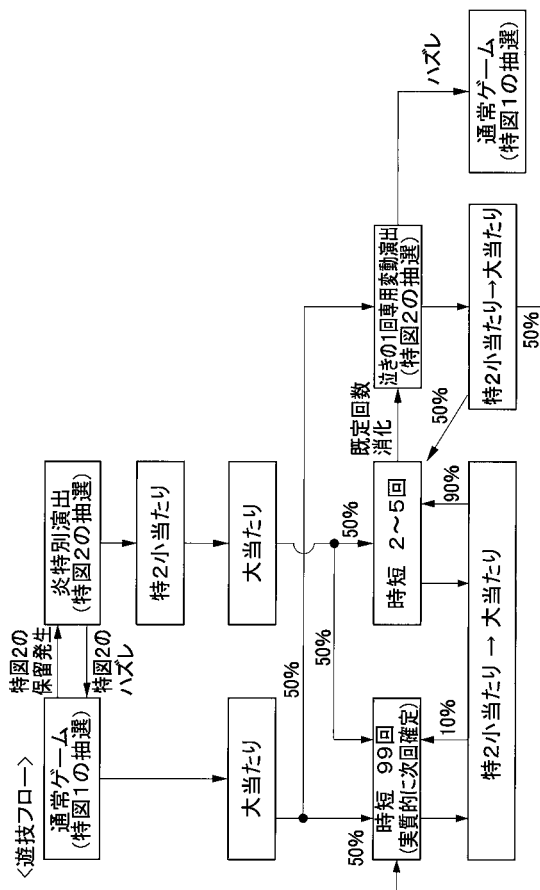 <遊技フロー>
通常ゲーム
(特図1の抽選)
特図2の
保留発生
特図2の
ハズレ
炎特別演出
(特図2の抽選)
特2小当たり
大当たり
大当たり
50%
50%
50%
50%
時短 99回
(実質的に次回確定)
時短 2～5回
既定回数
消化
泣きの1回専用変動演出
(特図2の抽選)
ハズレ
通常ゲーム
(特図1の抽選)
10%
90%
50%
特2小当たり→大当たり
特2小当たり→大当たり
50%